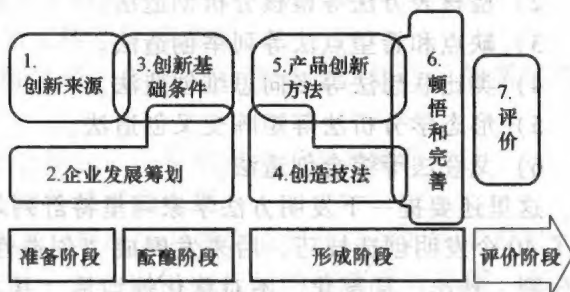 1.
创新来源
3.创新基
础条件
2.企业发展筹划
5.产品创新
方法
4.创造技法
6.
顿
悟
和
完
善
7.
评
价
准备阶段
酝酿阶段
形成阶段
评价阶段